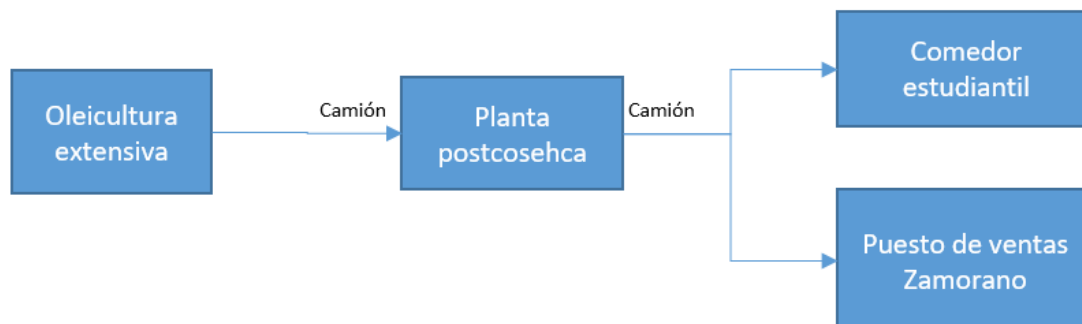 Oleicultura
extensiva
Camión
Planta
postcosehca
Camión
Comedor
estudiantil
Puesto de ventas
Zamorano